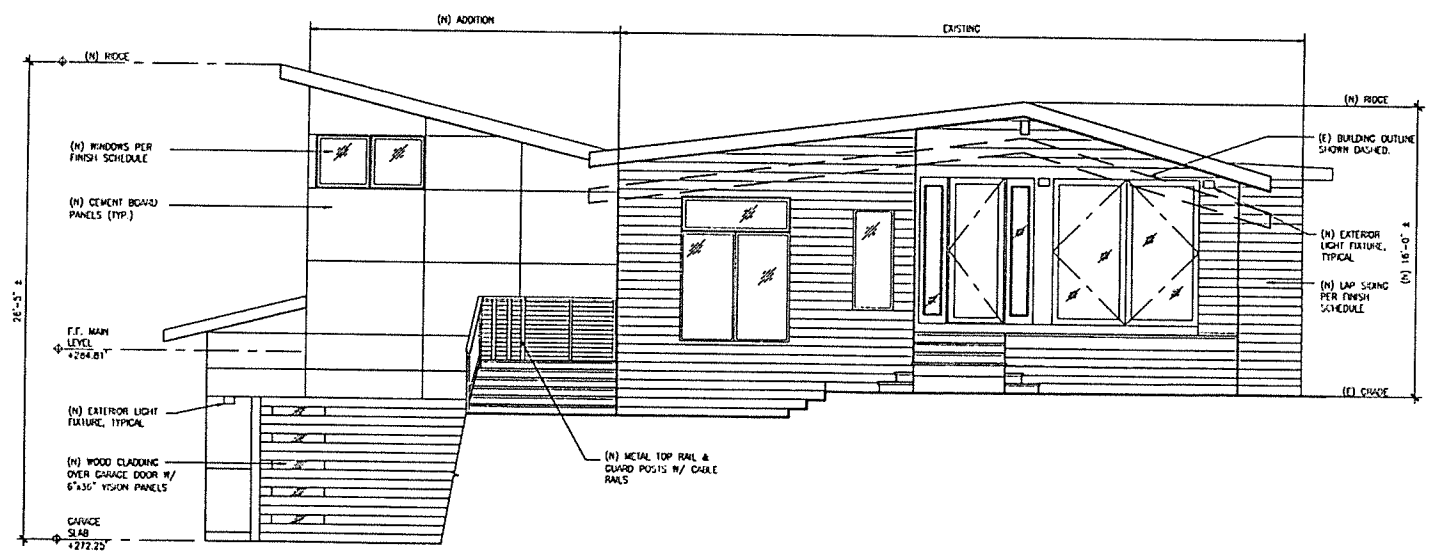 (N) ADDITION
EXISTING
(N) RIDGE
(N) RIDGE
(N) WINDOWS PER
FINISH SCHEDULE
(E) BUILDING OUTLINE
SHOWN DASHED.
(N) CEMENT BOARD
PANELS (TYP.)
(N) EXTERIOR
LIGHT FIXTURE,
TYPICAL
(N) 16'-0" ±
26'-5" ±
(N) LAP SIDING
PER FINISH
SCHEDULE
F.F. MAIN
LEVEL
+284.81'
(E) GRADE
(N) EXTERIOR LIGHT
FIXTURE, TYPICAL
(N) METAL TOP RAIL &
GUARD POSTS W/ CABLE
RAILS
(N) WOOD CLADDING
OVER GARAGE DOOR W/
6"x36" VISION PANELS
GARAGE
SLAB
+272.25'